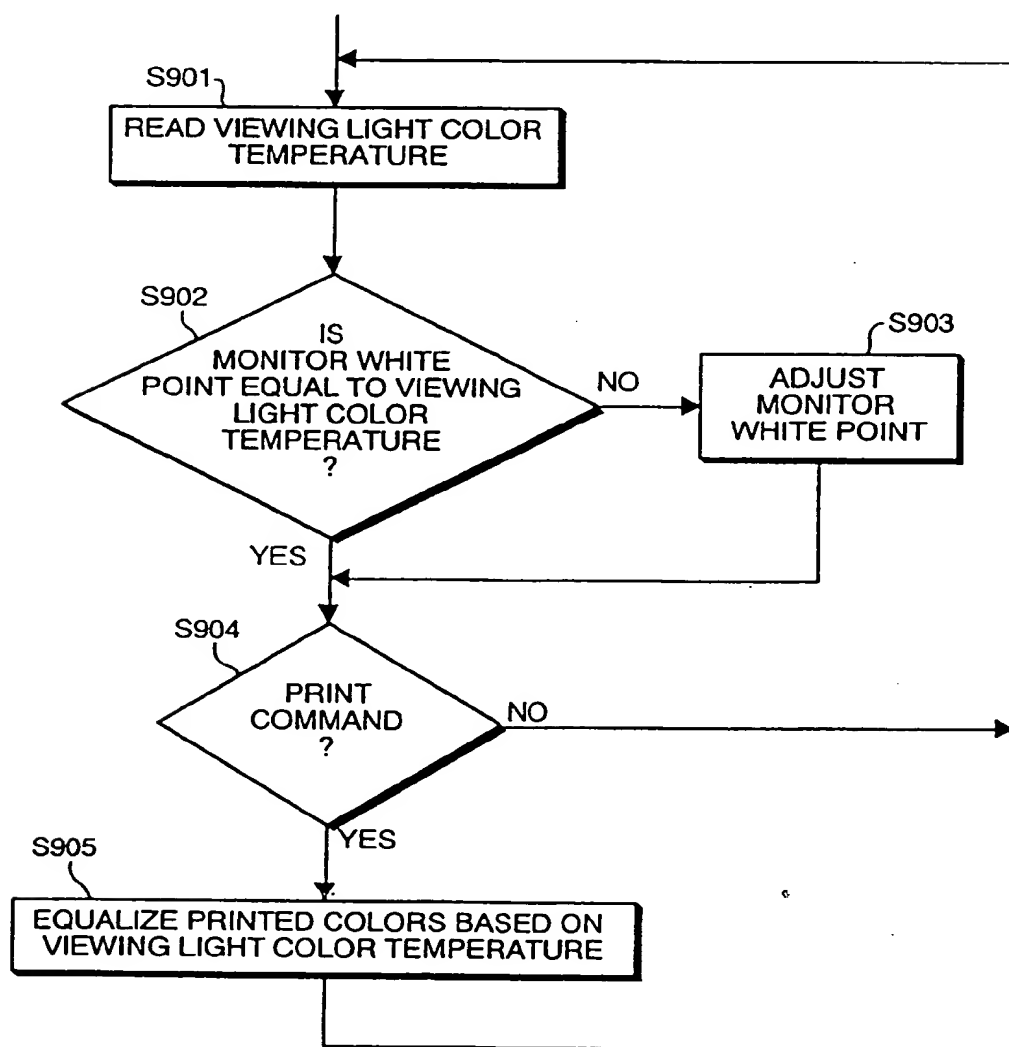 S901
READ VIEWING LIGHT COLOR
TEMPERATURE
S902
IS
MONITOR WHITE
POINT EQUAL TO VIEWING
LIGHT COLOR
TEMPERATURE
?
NO
S903
ADJUST
MONITOR
WHITE POINT
YES
S904
PRINT
COMMAND
?
NO
YES
S905
EQUALIZE PRINTED COLORS BASED ON
VIEWING LIGHT COLOR TEMPERATURE